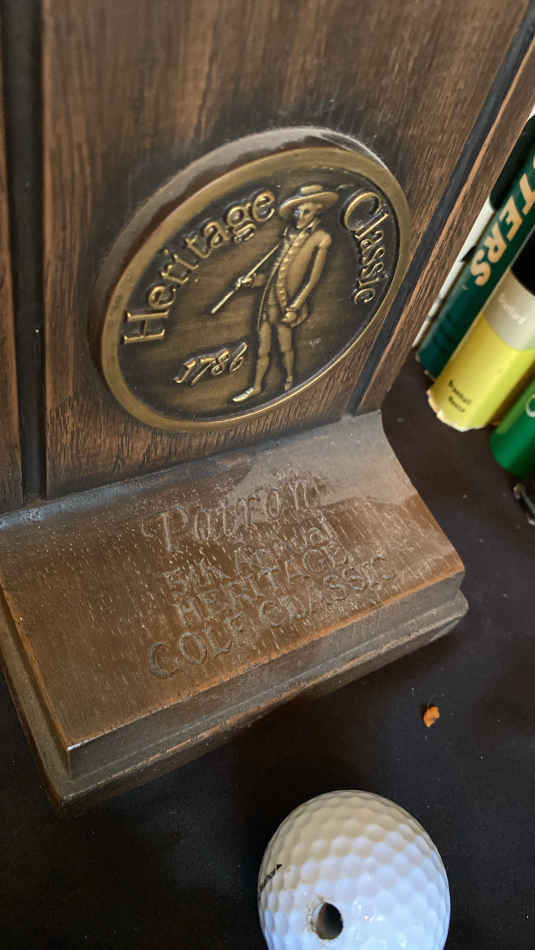 Heritage Classic
1786
Patron
5th Annual
HERITAGE
GOLF CLASSIC
TERS